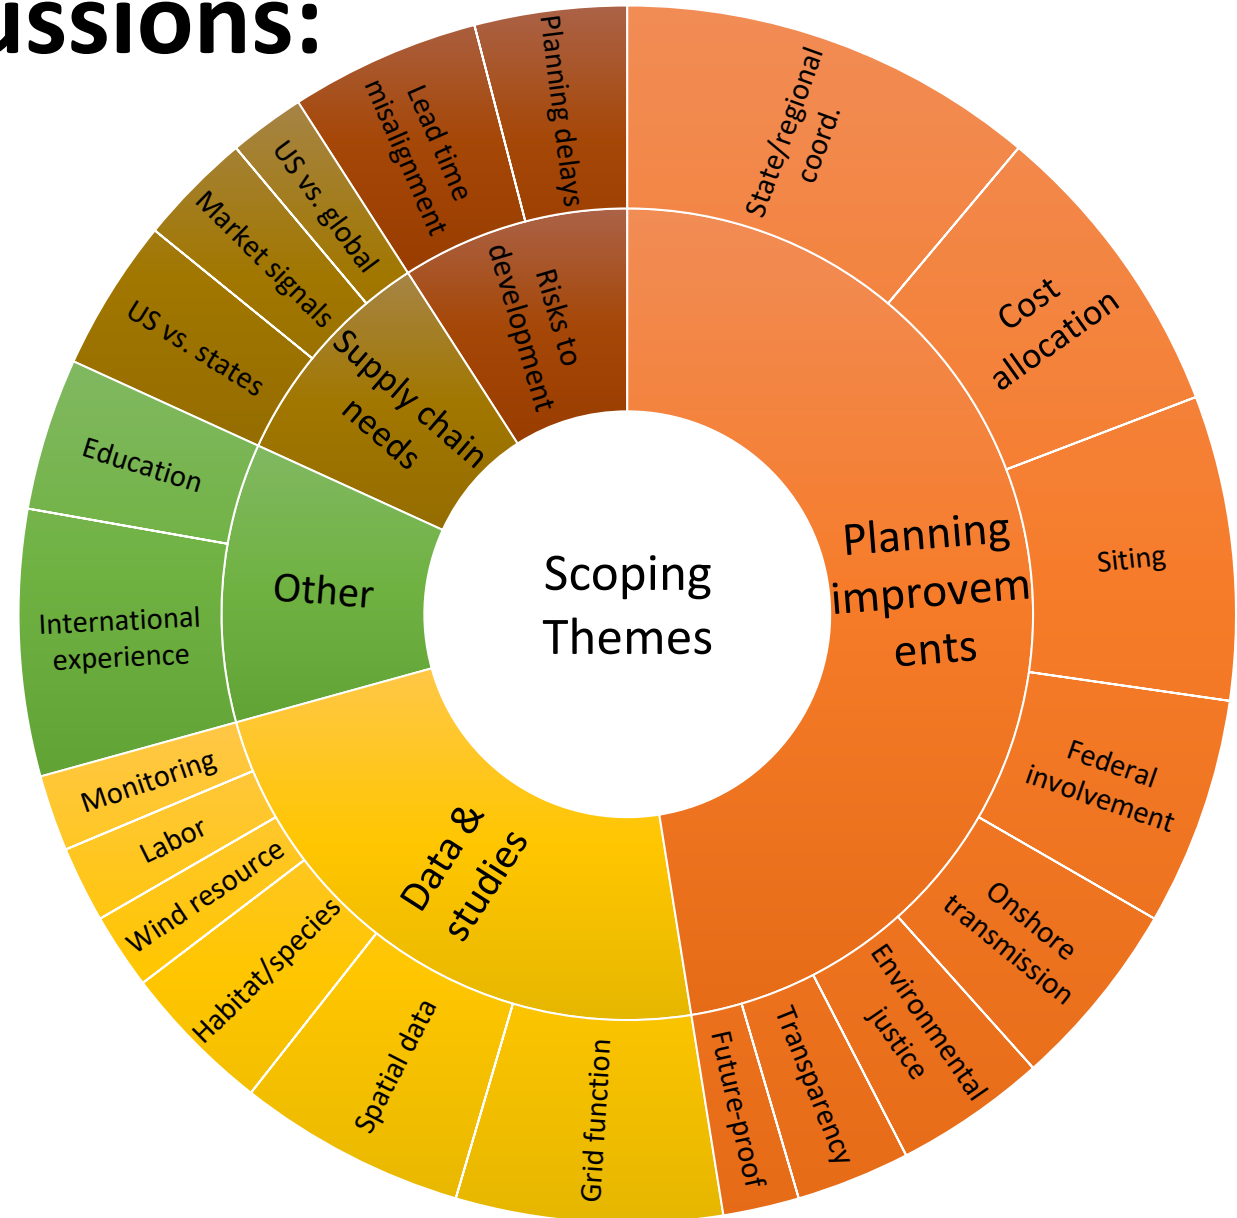 ussions:
Scoping
Themes
Planning
improvem
ents
State/regional
coord.
Cost
allocation
Siting
Federal
involvement
Onshore
transmission
Environmental
justice
Transparency
Future-proof
Data &
studies
Grid function
Spatial data
Habitat/species
Wind resource
Labor
Monitoring
Other
International
experience
Education
Supply chain
needs
US vs. states
Market signals
US vs. global
Risks to
development
Lead time
misalignment
Planning delays